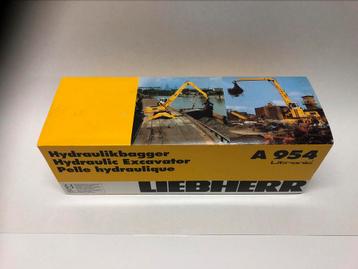 Hydraulikbagger
Hydraulic Excavator
Pelle hydraulique
A 954
Litronic
LIEBHERR